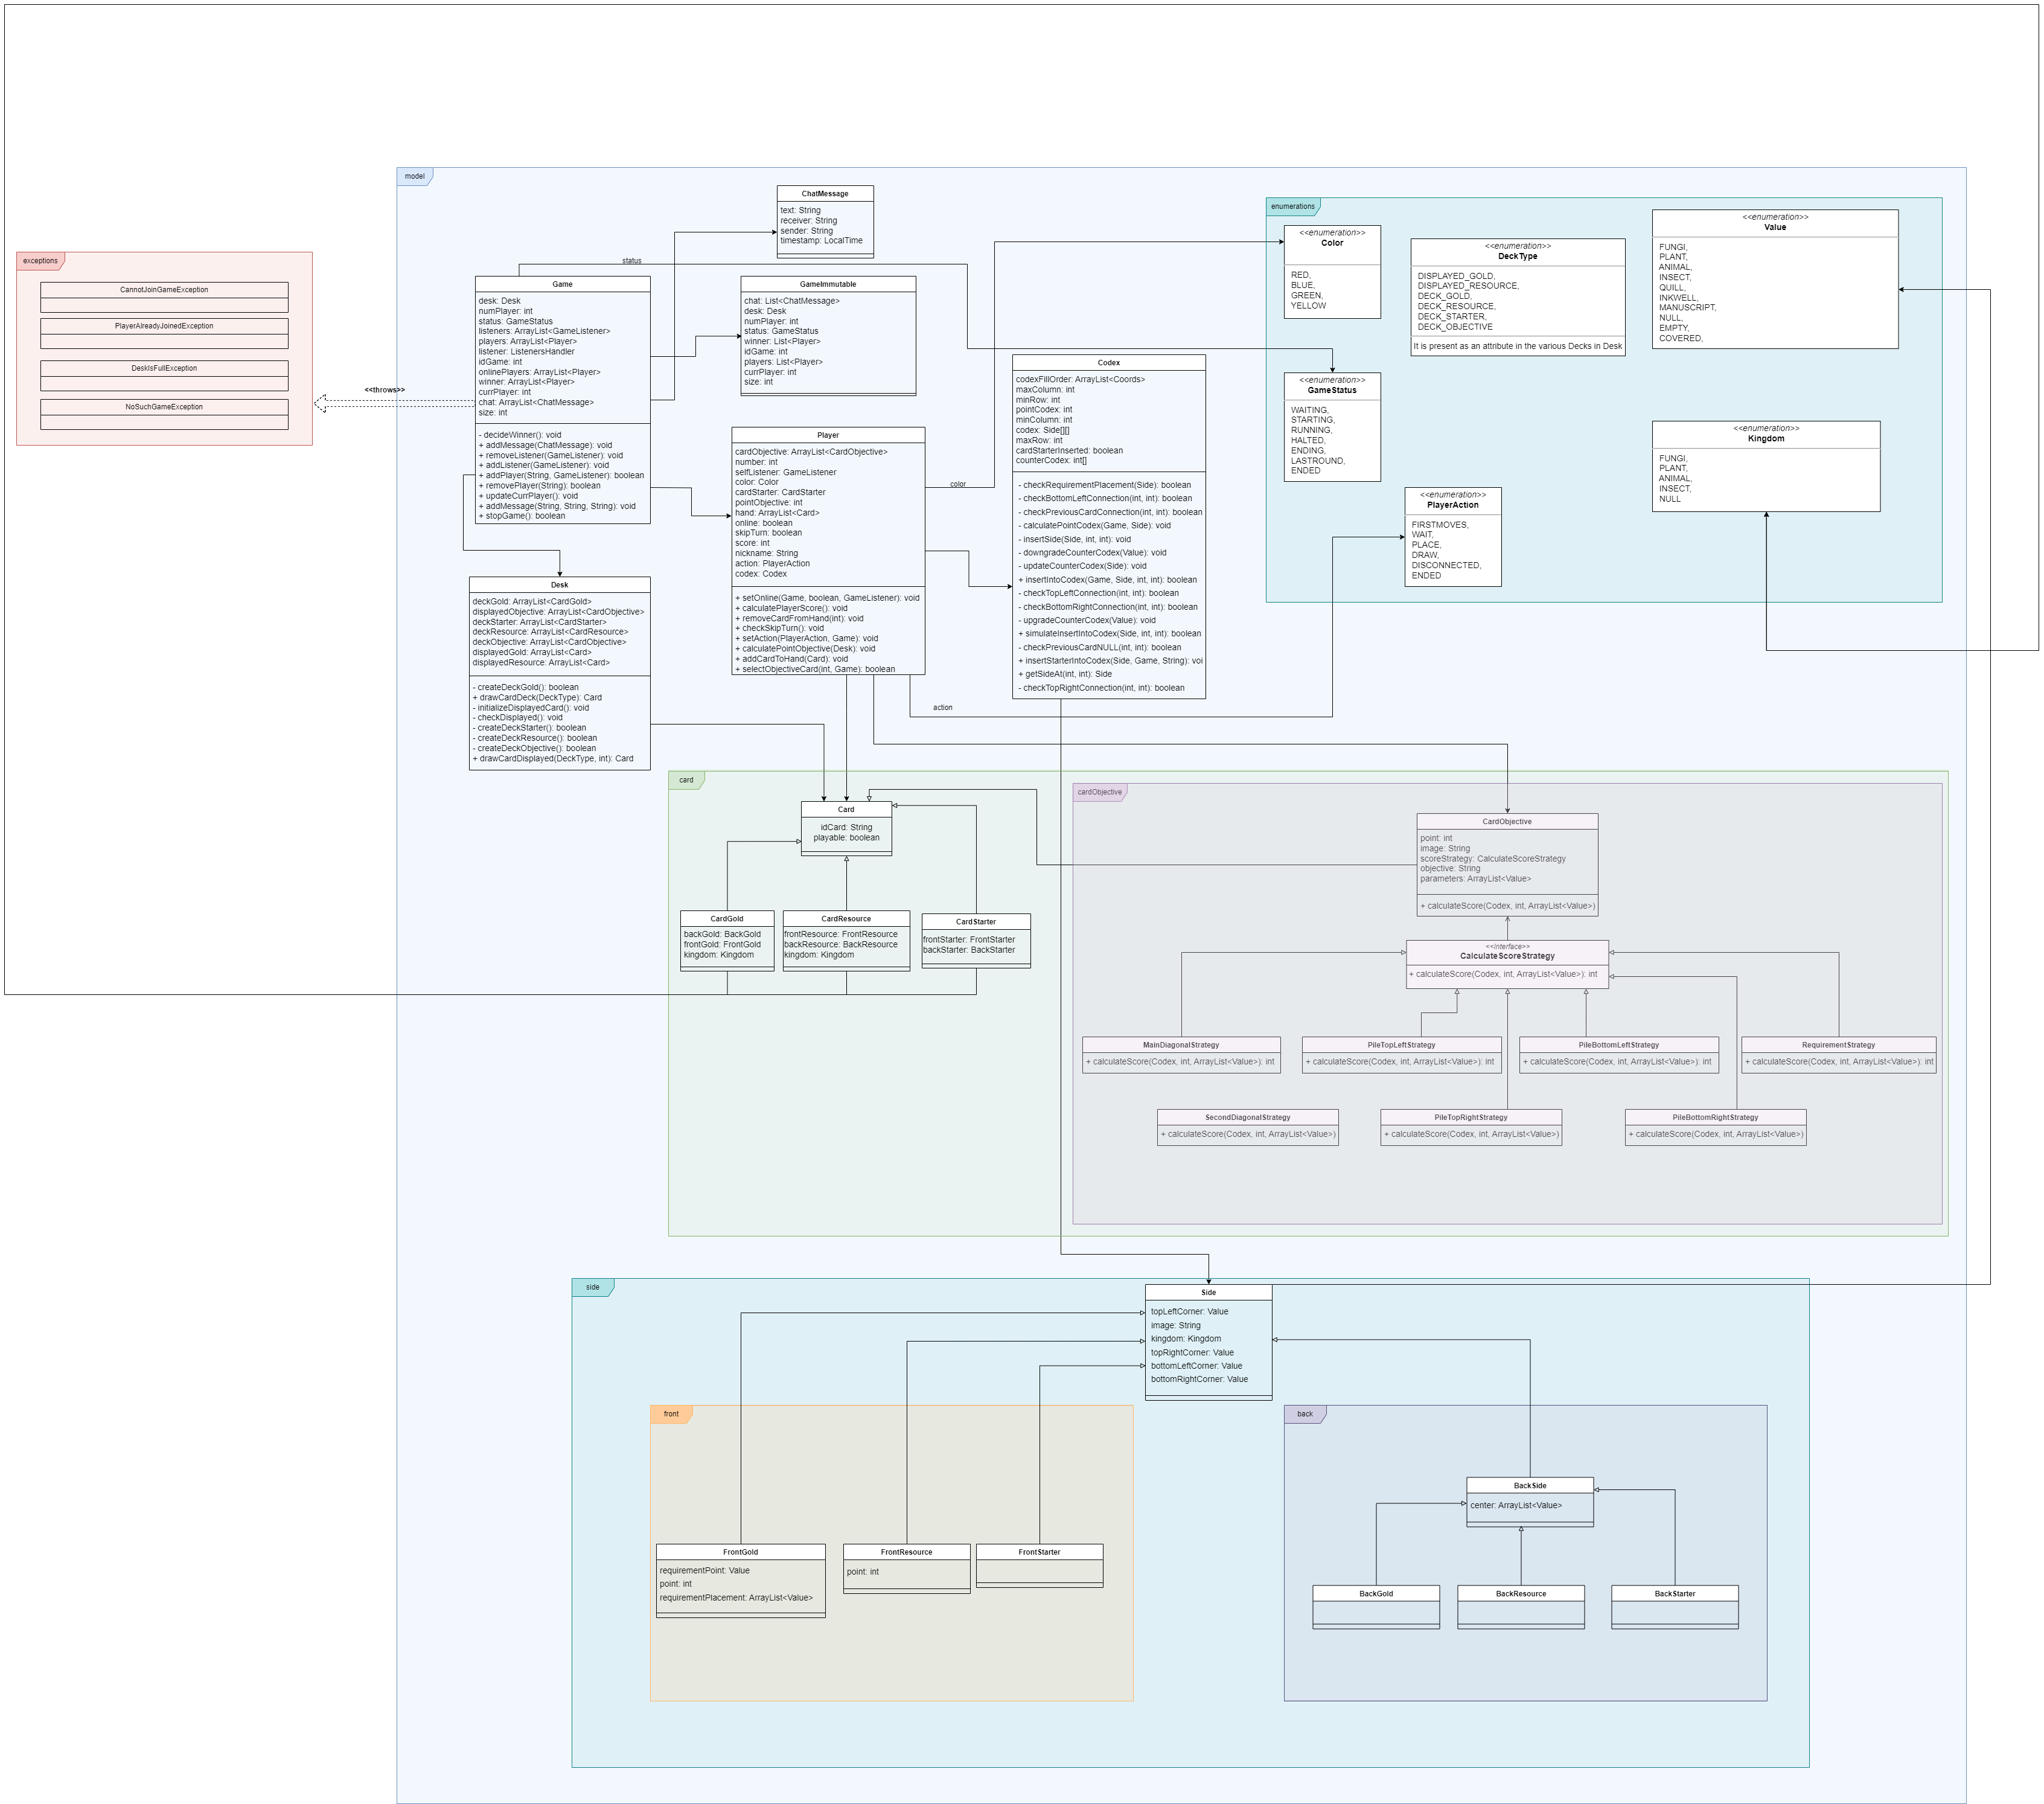 model
ChatMessage
text: String
receiver: String
sender: String
timestamp: LocalTime
enumerations
<<enumeration>>
Color
RED,
BLUE,
GREEN,
YELLOW
<<enumeration>>
DeckType
DISPLAYED_GOLD,
DISPLAYED_RESOURCE,
DECK_GOLD,
DECK_RESOURCE,
DECK_STARTER,
DECK_OBJECTIVE
It is present as an attribute in the various Decks in Desk
<<enumeration>>
Value
FUNGI,
PLANT,
ANIMAL,
INSECT,
QUILL,
INKWELL,
MANUSCRIPT,
NULL,
EMPTY,
COVERED,
exceptions
CannotJoinGameException
PlayerAlreadyJoinedException
DeskIsFullException
NoSuchGameException
<<throws>>
status
Game
desk: Desk
numPlayer: int
status: GameStatus
listeners: ArrayList<GameListener>
players: ArrayList<Player>
listener: ListenersHandler
idGame: int
onlinePlayers: ArrayList<Player>
winner: ArrayList<Player>
currPlayer: int
chat: ArrayList<ChatMessage>
size: int
- decideWinner(): void
+ addMessage(ChatMessage): void
+ removeListener(GameListener): void
+ addListener(GameListener): void
+ addPlayer(String, GameListener): boolean
+ removePlayer(String): boolean
+ updateCurrPlayer(): void
+ addMessage(String, String, String): void
+ stopGame(): boolean
GameImmutable
chat: List<ChatMessage>
desk: Desk
numPlayer: int
status: GameStatus
winner: List<Player>
idGame: int
players: List<Player>
currPlayer: int
size: int
Codex
codexFillOrder: ArrayList<Coords>
maxColumn: int
minRow: int
pointCodex: int
minColumn: int
codex: Side[][]
maxRow: int
cardStarterInserted: boolean
counterCodex: int[]
- checkRequirementPlacement(Side): boolean
- checkBottomLeftConnection(int, int): boolean
- checkPreviousCardConnection(int, int): boolean
- calculatePointCodex(Game, Side): void
- insertSide(Side, int, int): void
- downgradeCounterCodex(Value): void
- updateCounterCodex(Side): void
+ insertIntoCodex(Game, Side, int, int): boolean
- checkTopLeftConnection(int, int): boolean
- checkBottomRightConnection(int, int): boolean
- upgradeCounterCodex(Value): void
+ simulateInsertIntoCodex(Side, int, int): boolean
- checkPreviousCardNULL(int, int): boolean
+ insertStarterIntoCodex(Side, Game, String): voi
+ getSideAt(int, int): Side
- checkTopRightConnection(int, int): boolean
<<enumeration>>
GameStatus
WAITING,
STARTING,
RUNNING,
HALTED,
ENDING,
LASTROUND,
ENDED
<<enumeration>>
Kingdom
FUNGI,
PLANT,
ANIMAL,
INSECT,
NULL
Player
cardObjective: ArrayList<CardObjective>
number: int
selfListener: GameListener
color: Color
cardStarter: CardStarter
pointObjective: int
hand: ArrayList<Card>
online: boolean
skipTurn: boolean
score: int
nickname: String
action: PlayerAction
codex: Codex
+ setOnline(Game, boolean, GameListener): void
+ calculatePlayerScore(): void
+ removeCardFromHand(int): void
+ checkSkipTurn(): void
+ setAction(PlayerAction, Game): void
+ calculatePointObjective(Desk): void
+ addCardToHand(Card): void
+ selectObjectiveCard(int, Game): boolean
color
<<enumeration>>
PlayerAction
FIRSTMOVES,
WAIT,
PLACE,
DRAW,
DISCONNECTED,
ENDED
Desk
deckGold: ArrayList<CardGold>
displayedObjective: ArrayList<CardObjective>
deckStarter: ArrayList<CardStarter>
deckResource: ArrayList<CardResource>
deckObjective: ArrayList<CardObjective>
displayedGold: ArrayList<Card>
displayedResource: ArrayList<Card>
- createDeckGold(): boolean
+ drawCardDeck(DeckType): Card
- initializeDisplayedCard(): void
- checkDisplayed(): void
- createDeckStarter(): boolean
- createDeckResource(): boolean
- createDeckObjective(): boolean
+ drawCardDisplayed(DeckType, int): Card
action
card
Card
idCard: String
playable: boolean
CardGold
backGold: BackGold
frontGold: FrontGold
kingdom: Kingdom
CardResource
frontResource: FrontResource
backResource: BackResource
kingdom: Kingdom
CardStarter
frontStarter: FrontStarter
backStarter: BackStarter
cardObjective
CardObjective
point: int
image: String
scoreStrategy: CalculateScoreStrategy
objective: String
parameters: ArrayList<Value>
+ calculateScore(Codex, int, ArrayList<Value>)
<<interface>>
CalculateScoreStrategy
+ calculateScore(Codex, int, ArrayList<Value>): int
MainDiagonalStrategy
+ calculateScore(Codex, int, ArrayList<Value>): int
PileTopLeftStrategy
+ calculateScore(Codex, int, ArrayList<Value>): int
PileBottomLeftStrategy
+ calculateScore(Codex, int, ArrayList<Value>): int
RequirementStrategy
+ calculateScore(Codex, int, ArrayList<Value>): int
SecondDiagonalStrategy
+ calculateScore(Codex, int, ArrayList<Value>)
PileTopRightStrategy
+ calculateScore(Codex, int, ArrayList<Value>)
PileBottomRightStrategy
+ calculateScore(Codex, int, ArrayList<Value>)
side
Side
topLeftCorner: Value
image: String
kingdom: Kingdom
topRightCorner: Value
bottomLeftCorner: Value
bottomRightCorner: Value
front
FrontGold
requirementPoint: Value
point: int
requirementPlacement: ArrayList<Value>
FrontResource
point: int
FrontStarter
back
BackSide
center: ArrayList<Value>
BackGold
BackResource
BackStarter